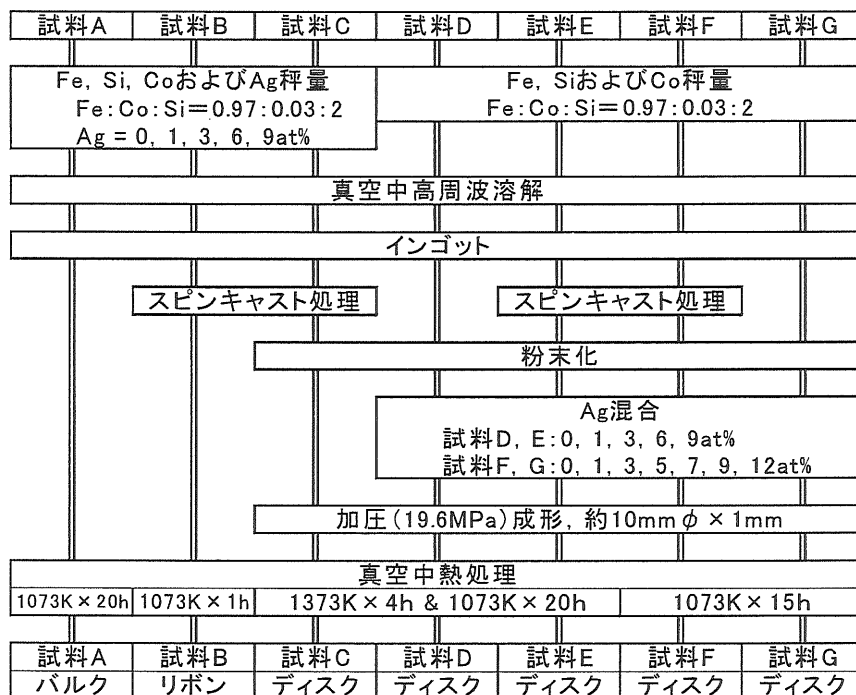 試料A 試料B 試料C 試料D 試料E 試料F 試料G
Fe, Si, CoおよびAg秤量
Fe:Co:Si=0.97:0.03:2
Ag = 0, 1, 3, 6, 9at%
Fe, SiおよびCo秤量
Fe:Co:Si=0.97:0.03:2
真空中高周波溶解
インゴット
スピンキャスト処理 スピンキャスト処理
粉末化
Ag混合
試料D, E:0, 1, 3, 6, 9at%
試料F, G:0, 1, 3, 5, 7, 9, 12at%
加圧(19.6MPa)成形, 約10mmφ×1mm
真空中熱処理
1073K×20h 1073K×1h 1373K×4h & 1073K×20h 1073K×15h
試料A 試料B 試料C 試料D 試料E 試料F 試料G
バルク リボン ディスク ディスク ディスク ディスク ディスク